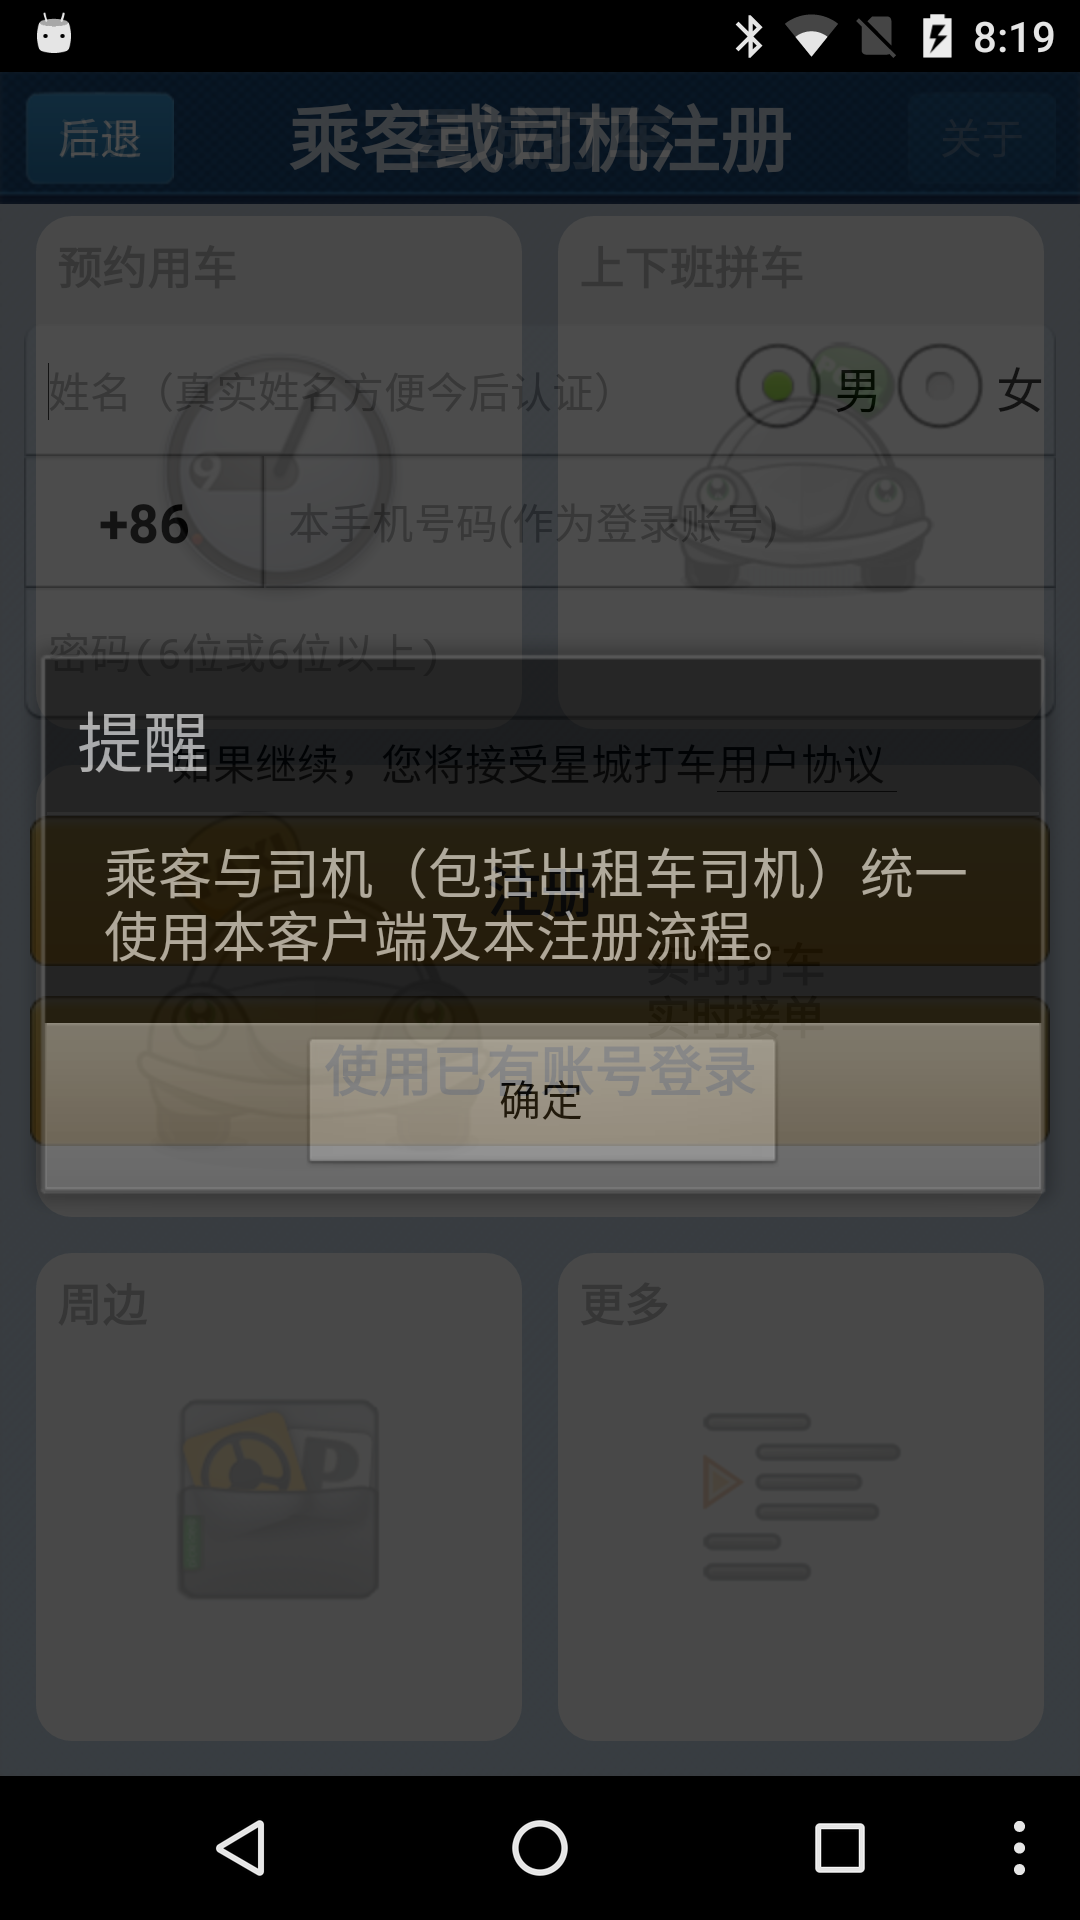 8:19
后退
乘客或司机注册
关于
预约用车
上下班拼车
姓名（真实姓名方便今后认证）
男
女
+86
本手机号码(作为登录账号)
密码(6位或6位以上)
提醒
如果继续，您将接受星城打车用户协议
乘客与司机（包括出租车司机）统一
使用本客户端及本注册流程。
注册
实时打车
实时接单
使用已有账号登录
确定
周边
更多